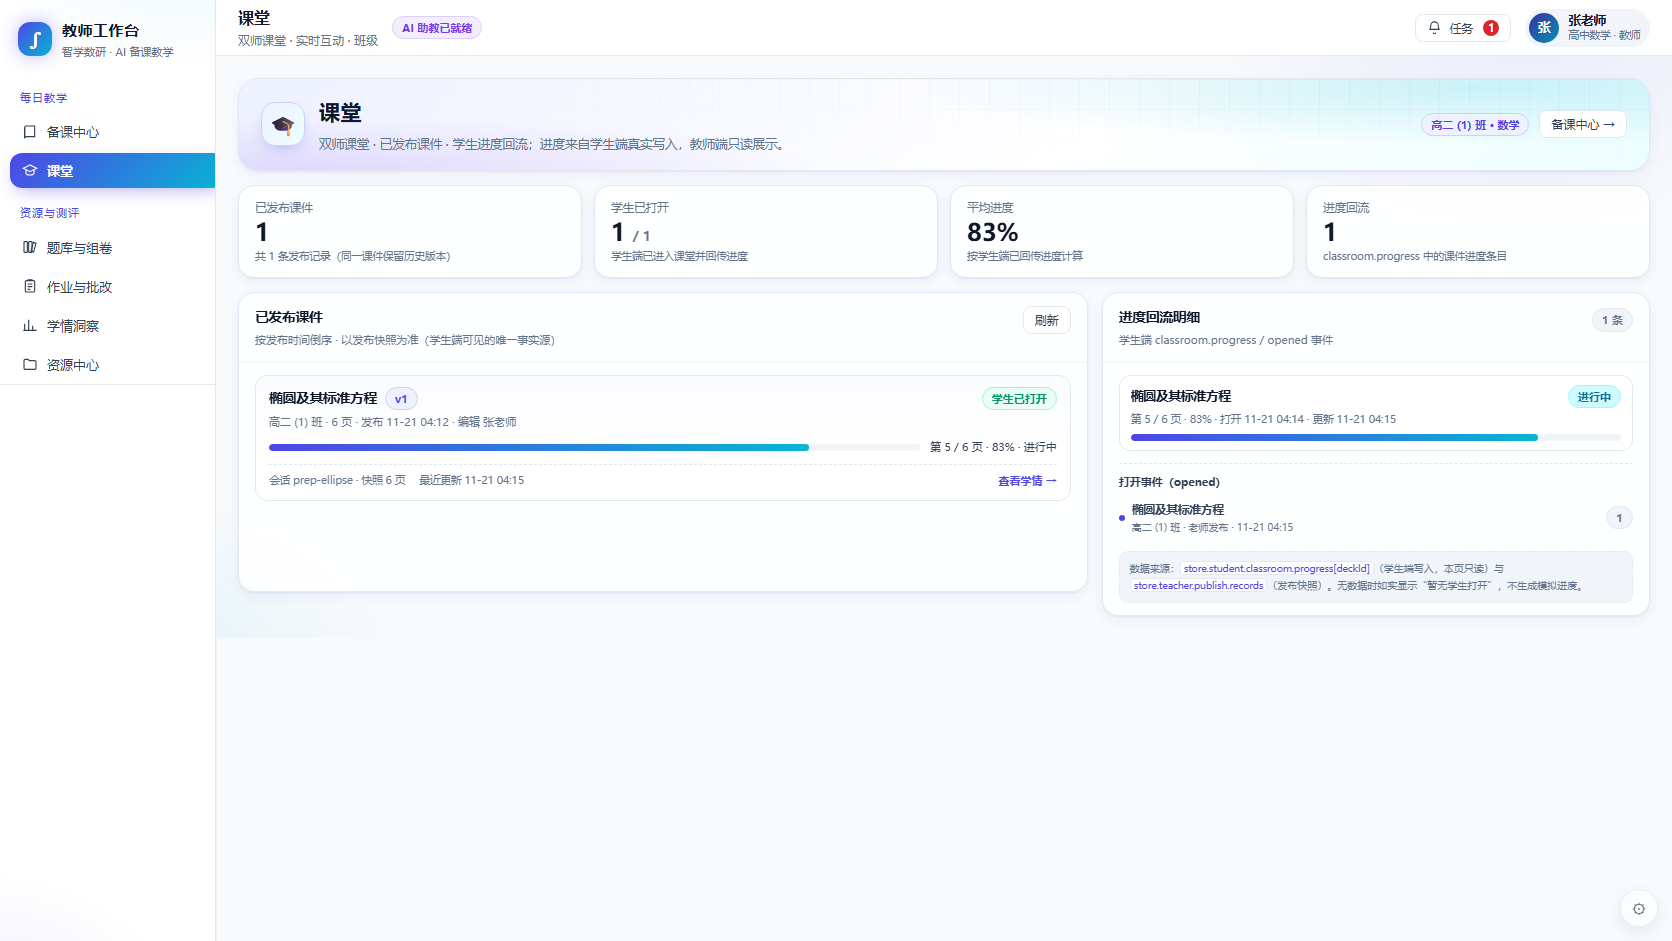 教师工作台
智学数研 · AI 备课教学
每日教学
备课中心
课堂
资源与测评
题库与组卷
作业与批改
学情洞察
资源中心
课堂
双师课堂 · 实时互动 · 班级
AI 助教已就绪
任务 1
张
张老师
高中数学 · 教师
课堂
双师课堂 · 已发布课件 · 学生进度回流；进度来自学生端真实写入，教师端只读展示。
高二 (1) 班 • 数学
备课中心 →
已发布课件
1
共 1 条发布记录（同一课件保留历史版本）
学生已打开
1 / 1
学生端已进入课堂并回传进度
平均进度
83%
按学生端已回传进度计算
进度回流
1
classroom.progress 中的课件进度条目
已发布课件
按发布时间倒序 · 以发布快照为准（学生端可见的唯一事实源）
刷新
椭圆及其标准方程 v1
学生已打开
高二 (1) 班 · 6 页 · 发布 11-21 04:12 · 编辑 张老师
第 5 / 6 页 · 83% · 进行中
会话 prep-ellipse · 快照 6 页 最近更新 11-21 04:15
查看学情 →
进度回流明细
学生端 classroom.progress / opened 事件
1 条
椭圆及其标准方程
进行中
第 5 / 6 页 · 83% · 打开 11-21 04:14 · 更新 11-21 04:15
打开事件（opened）
椭圆及其标准方程
高二 (1) 班 · 老师发布 · 11-21 04:15
1
数据来源： store.student.classroom.progress[deckId] （学生端写入，本页只读）与
store.teacher.publish.records （发布快照）。无数据时如实显示“暂无学生打开”，不生成模拟进度。